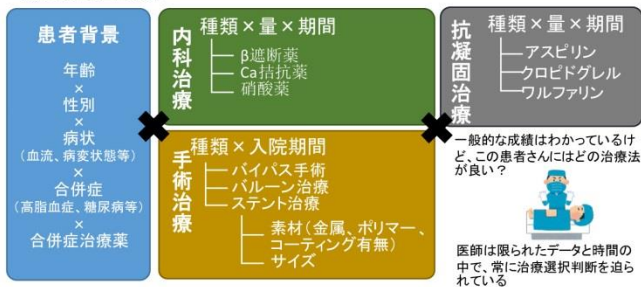 患者背景
年齢
×
性別
×
病状
(血流、病変状態等)
×
合併症
(高脂血症、糖尿病等)
×
合併症治療薬
内科治療
種類×量×期間
β遮断薬
Ca拮抗薬
硝酸薬
手術治療
種類×入院期間
バイパス手術
バルーン治療
ステント治療
素材(金属、ポリマー、
コーティング有無)
サイズ
抗凝固治療
種類×量×期間
アスピリン
クロピドグレル
ワルファリン
一般的な成績はわかっているけ
ど、この患者さんにはどの治療法
が良い?
医師は限られたデータと時間の
中で、常に治療選択判断を迫ら
れている